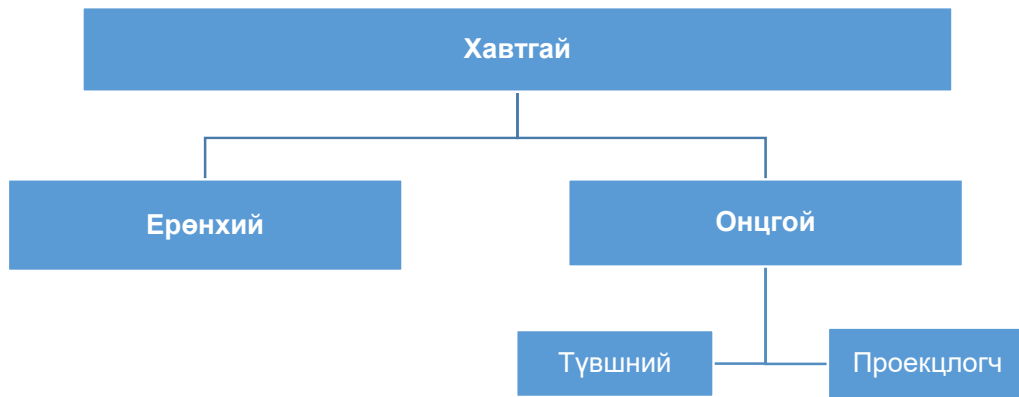 Хавтгай
Ерөнхий
Онцгой
Түвшний
Проекцлогч